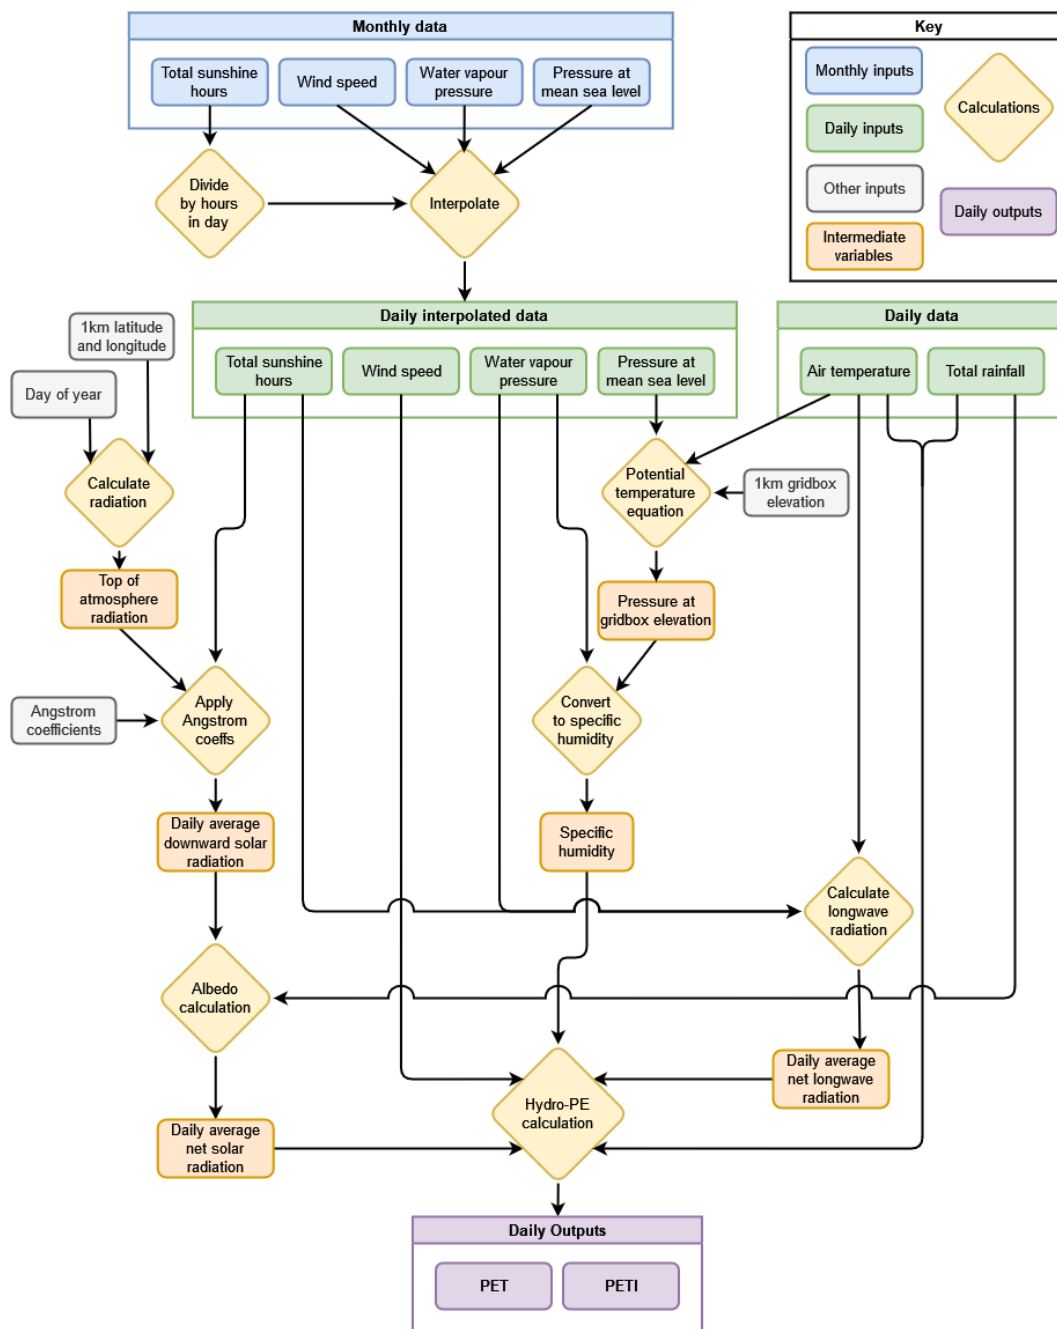 Monthly data
Total sunshine
hours
Wind speed
Water vapour
pressure
Pressure at
mean sea level
Key
Monthly inputs
Daily inputs
Other inputs
Intermediate
variables
Calculations
Daily outputs
Divide
by hours
in day
Interpolate
Daily interpolated data
Total sunshine
hours
Wind speed
Water vapour
pressure
Pressure at
mean sea level
Daily data
Air temperature
Total rainfall
1km latitude
and longitude
Day of year
Calculate
radiation
Potential
temperature
equation
1km gridbox
elevation
Top of
atmosphere
radiation
Pressure at
gridbox elevation
Angstrom
coefficients
Apply
Angstrom
coeffs
Convert
to specific
humidity
Daily average
downward solar
radiation
Specific
humidity
Calculate
longwave
radiation
Albedo
calculation
Daily average
net longwave
radiation
Hydro-PE
calculation
Daily average
net solar
radiation
Daily Outputs
PET
PETI